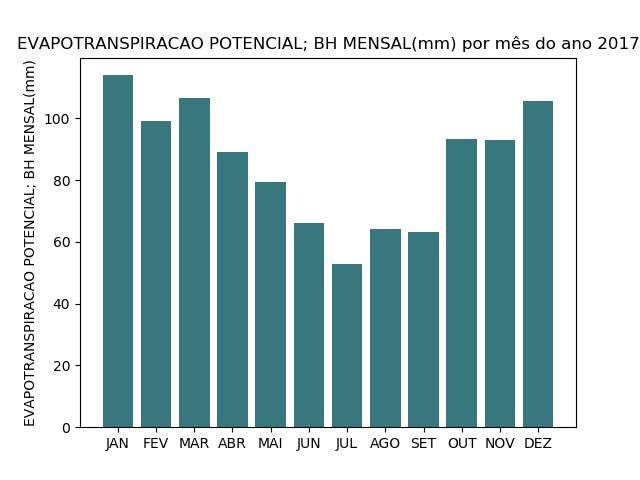 EVAPOTRANSPIRACAO POTENCIAL; BH MENSAL(mm) por mês do ano 2017
EVAPOTRANSPIRACAO POTENCIAL; BH MENSAL(mm)
100
80
60
40
20
0
JAN FEV MAR ABR MAI JUN JUL AGO SET OUT NOV DEZ